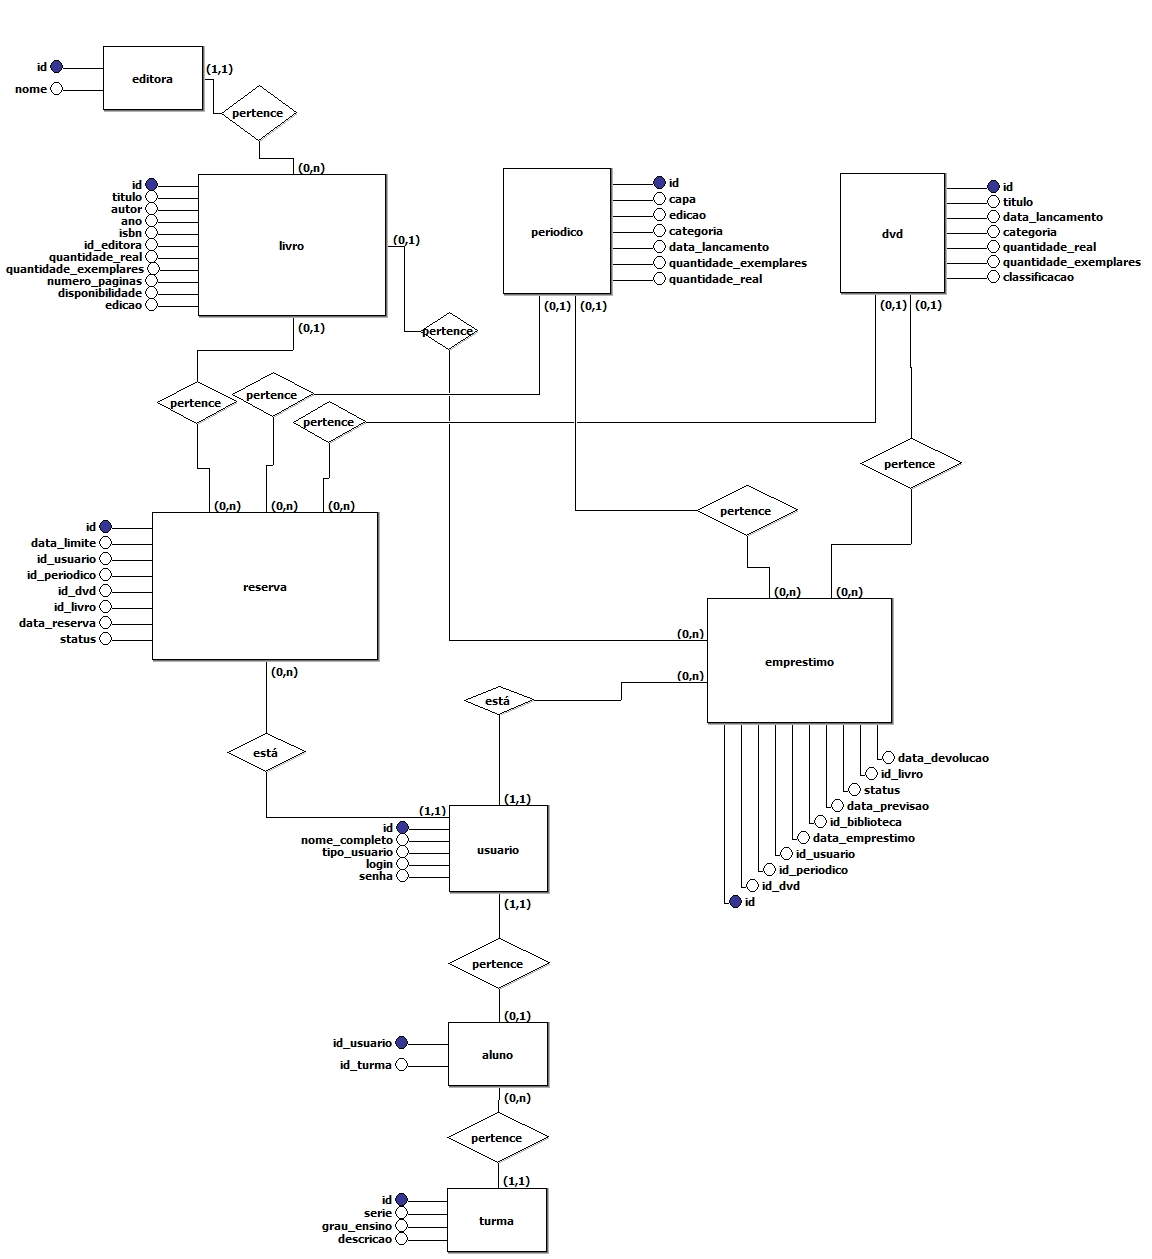 editora
id
nome
(1,1)
pertence
(0,n)
livro
id
titulo
autor
ano
isbn
id_editora
quantidade_real
quantidade_exemplares
numero_paginas
disponibilidade
edicao
(0,1)
(0,1)
periodico
id
capa
edicao
categoria
data_lancamento
quantidade_exemplares
quantidade_real
(0,1)
(0,1)
dvd
id
titulo
data_lancamento
categoria
quantidade_real
quantidade_exemplares
classificacao
(0,1)
(0,1)
pertence
pertence
pertence
pertence
pertence
pertence
(0,n)
(0,n)
(0,n)
reserva
id
data_limite
id_usuario
id_periodico
id_dvd
id_livro
data_reserva
status
(0,n)
(0,n)
(0,n)
(0,n)
(0,n)
emprestimo
data_devolucao
id_livro
status
data_previsao
id_biblioteca
data_emprestimo
id_usuario
id_periodico
id_dvd
id
está
está
(1,1)
(1,1)
usuario
id
nome_completo
tipo_usuario
login
senha
(1,1)
pertence
(0,1)
aluno
id_usuario
id_turma
(0,n)
pertence
(1,1)
turma
id
serie
grau_ensino
descricao